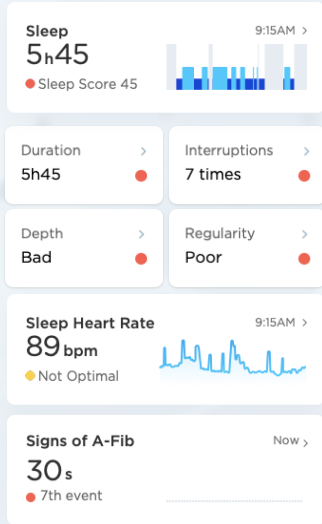 Sleep 9:15AM >
5h45
Sleep Score 45
Duration >
5h45
Interruptions >
7 times
Depth >
Bad
Regularity >
Poor
Sleep Heart Rate 9:15AM >
89 bpm
Not Optimal
Signs of A-Fib Now >
30 s
7th event